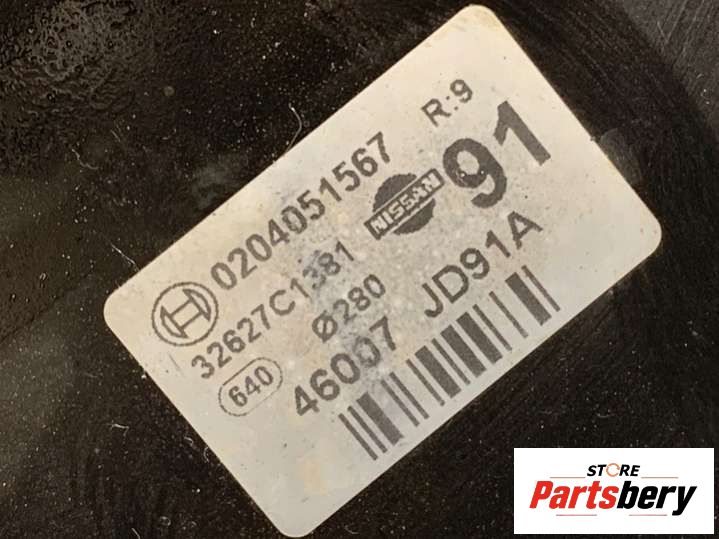 0204051567 R:9
32627C1381 NISSAN 91
640 Ø280
46007 JD91A
STORE
Partsbery